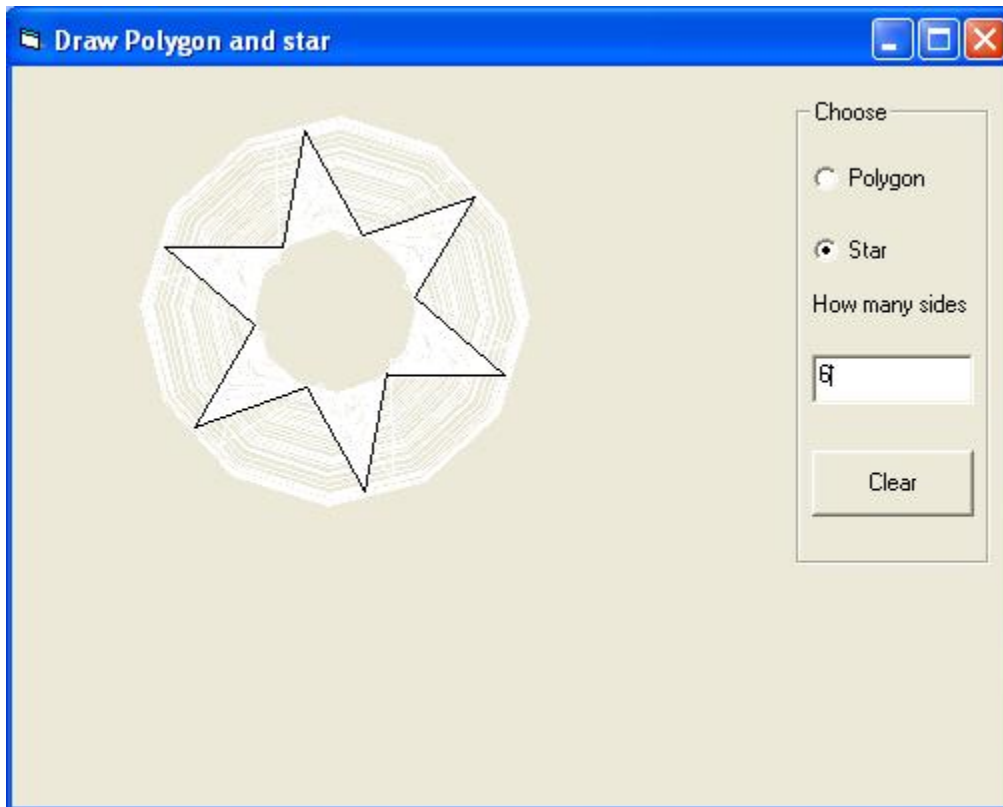 Draw Polygon and star
Choose
Polygon
Star
How many sides
6
Clear